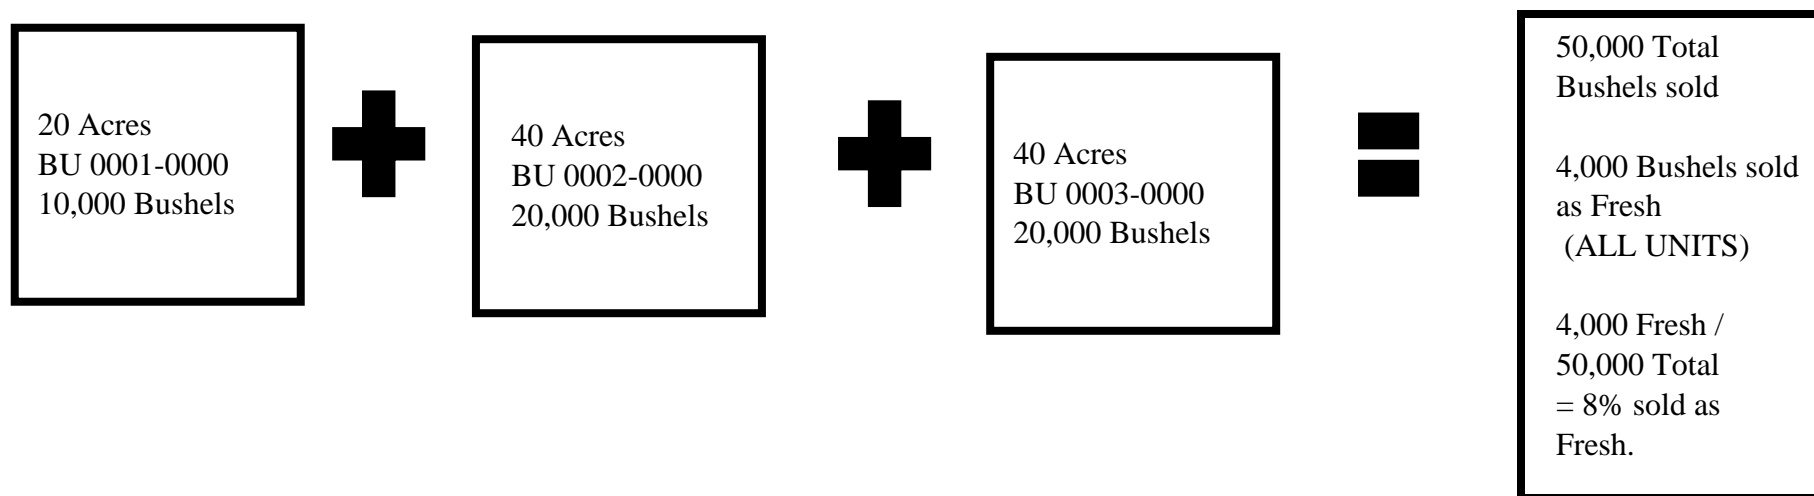 20 Acres
BU 0001-0000
10,000 Bushels
40 Acres
BU 0002-0000
20,000 Bushels
40 Acres
BU 0003-0000
20,000 Bushels
50,000 Total
Bushels sold
4,000 Bushels sold
as Fresh
(ALL UNITS)
4,000 Fresh /
50,000 Total
= 8% sold as
Fresh.